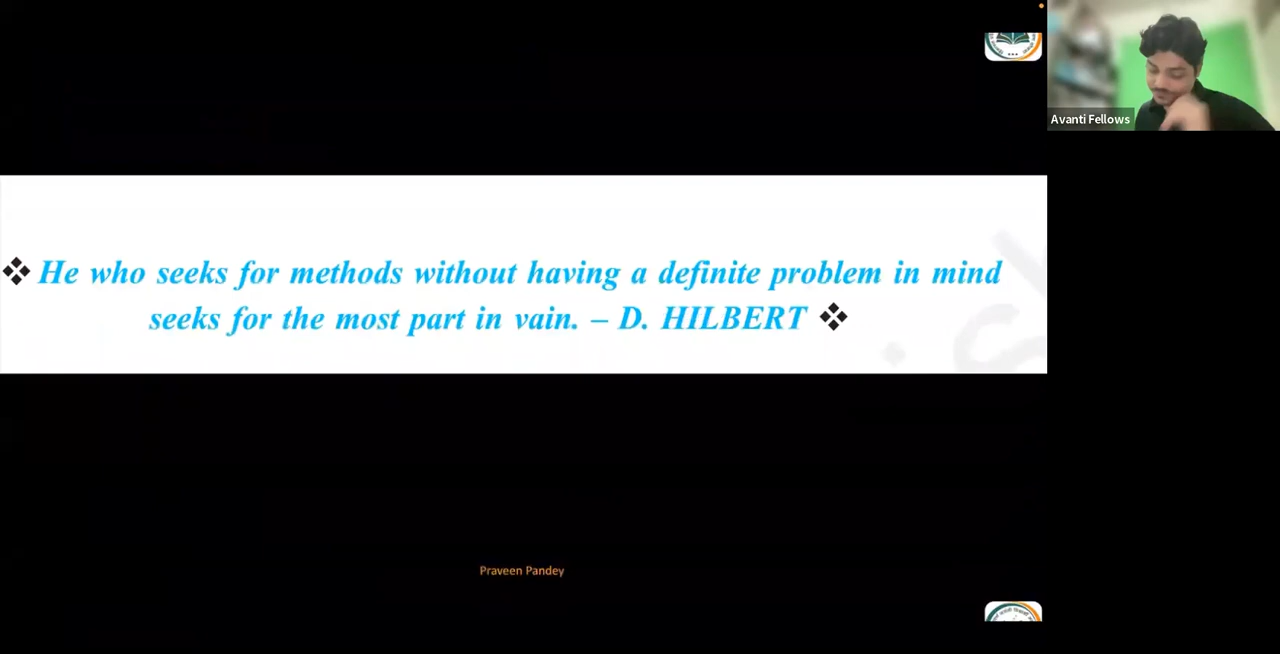 Avanti Fellows
❖ He who seeks for methods without having a definite problem in mind
seeks for the most part in vain. – D. HILBERT ❖
Praveen Pandey